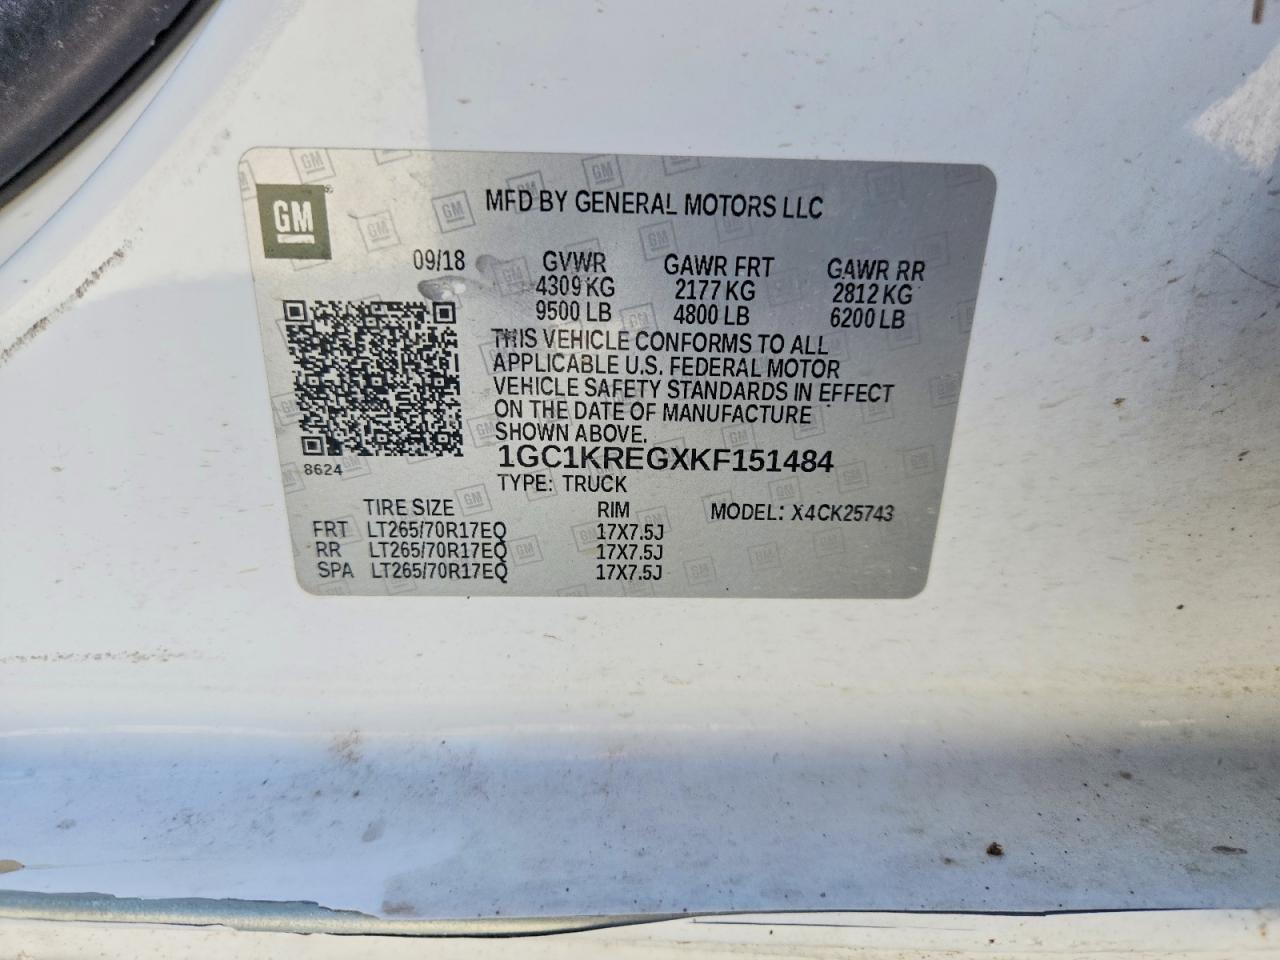 GM
MFD BY GENERAL MOTORS LLC
09/18 GVWR GAWR FRT GAWR RR
4309 KG 2177 KG 2812 KG
9500 LB 4800 LB 6200 LB
THIS VEHICLE CONFORMS TO ALL
APPLICABLE U.S. FEDERAL MOTOR
VEHICLE SAFETY STANDARDS IN EFFECT
ON THE DATE OF MANUFACTURE
SHOWN ABOVE.
8624
1GC1KREGXKF151484
TYPE: TRUCK
TIRE SIZE RIM MODEL: X4CK25743
FRT LT265/70R17EQ 17X7.5J
RR LT265/70R17EQ 17X7.5J
SPA LT265/70R17EQ 17X7.5J